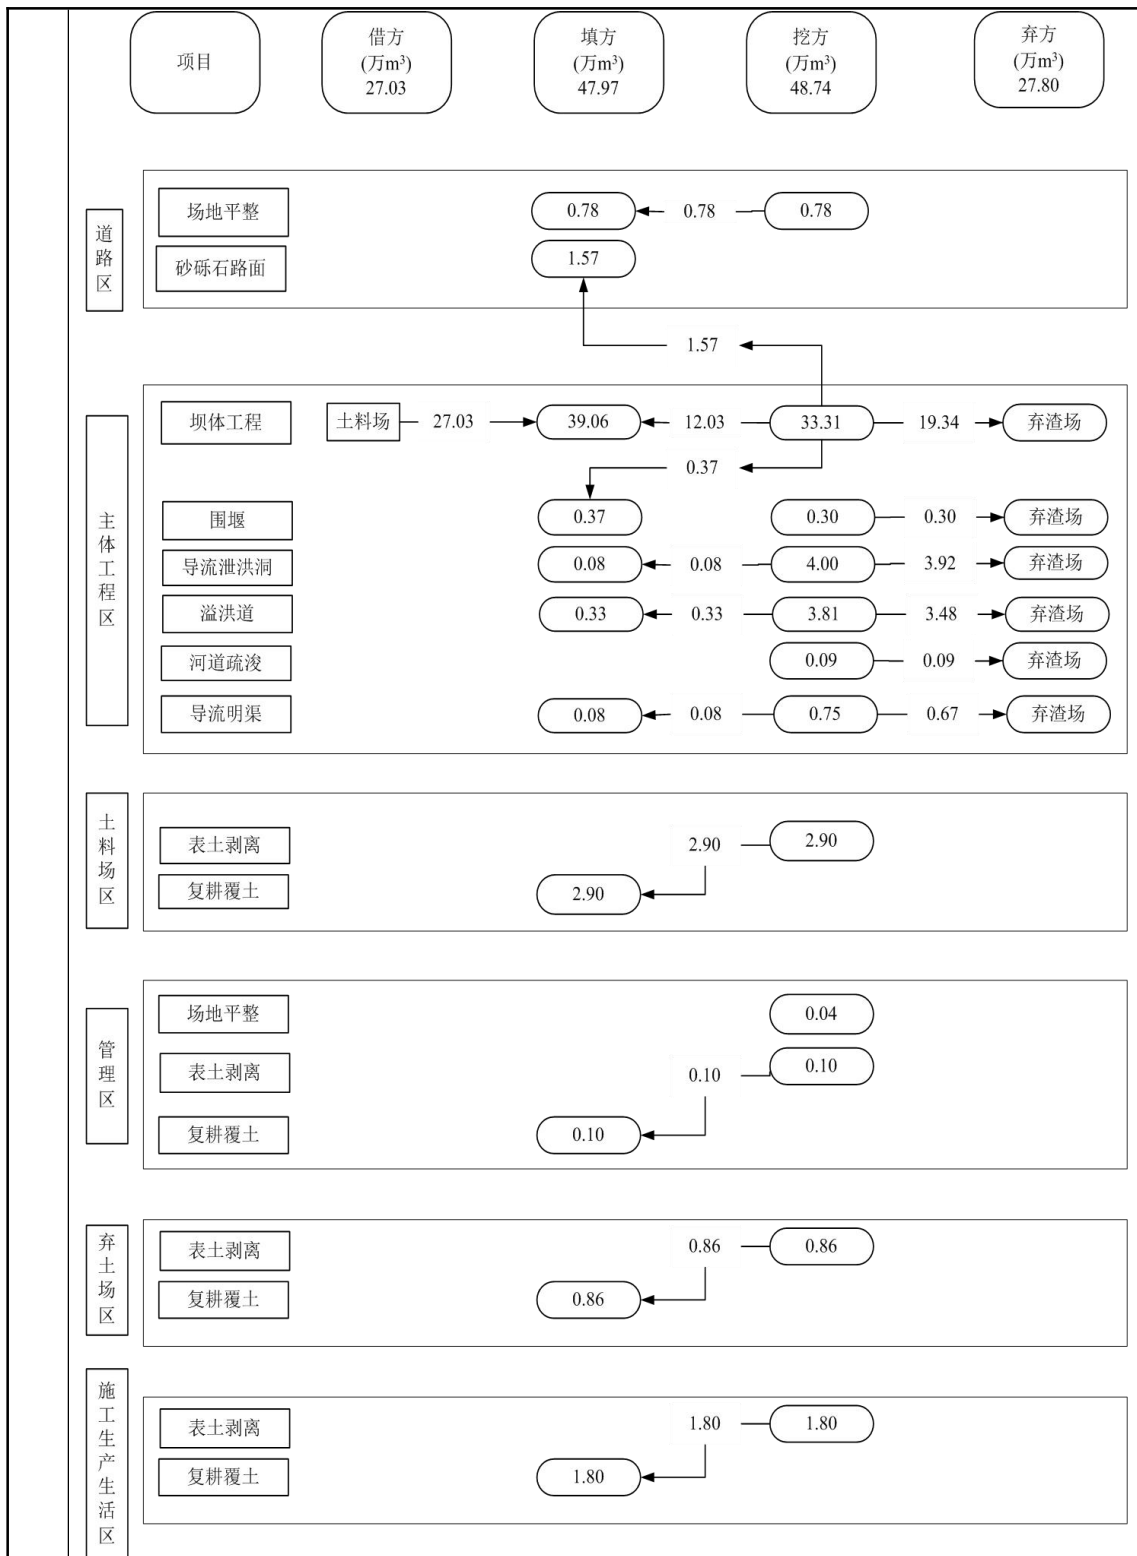 项目
借方
(万m³)
27.03
填方
(万m³)
47.97
挖方
(万m³)
48.74
弃方
(万m³)
27.80
道路区
场地平整
0.78
0.78
0.78
砂砾石路面
1.57
1.57
主体工程区
坝体工程
土料场
27.03
39.06
12.03
33.31
19.34
弃渣场
0.37
围堰
0.37
0.30
0.30
弃渣场
导流泄洪洞
0.08
0.08
4.00
3.92
弃渣场
溢洪道
0.33
0.33
3.81
3.48
弃渣场
河道疏浚
0.09
0.09
弃渣场
导流明渠
0.08
0.08
0.75
0.67
弃渣场
土料场区
表土剥离
2.90
2.90
复耕覆土
2.90
管理区
场地平整
0.04
表土剥离
0.10
0.10
复耕覆土
0.10
弃土场区
表土剥离
0.86
0.86
复耕覆土
0.86
施工生产生活区
表土剥离
1.80
1.80
复耕覆土
1.80